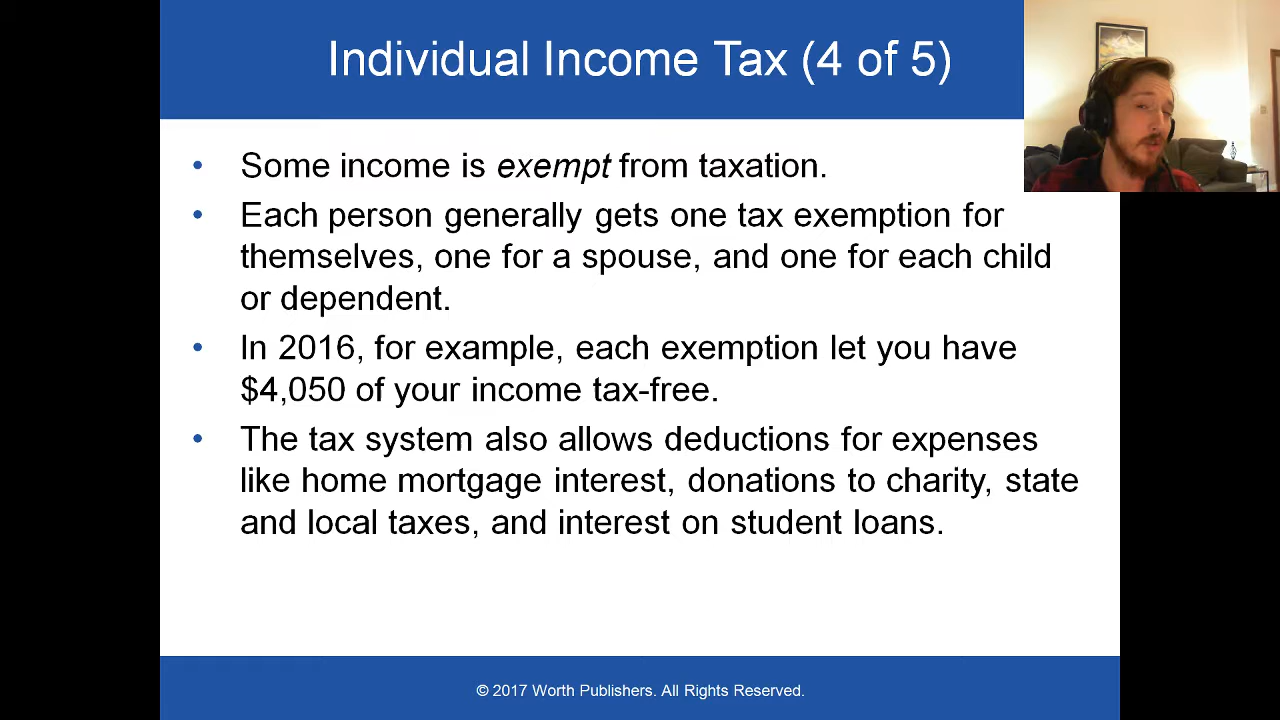 Individual Income Tax (4 of 5)
• Some income is exempt from taxation.
• Each person generally gets one tax exemption for
themselves, one for a spouse, and one for each child
or dependent.
• In 2016, for example, each exemption let you have
$4,050 of your income tax-free.
• The tax system also allows deductions for expenses
like home mortgage interest, donations to charity, state
and local taxes, and interest on student loans.
© 2017 Worth Publishers. All Rights Reserved.